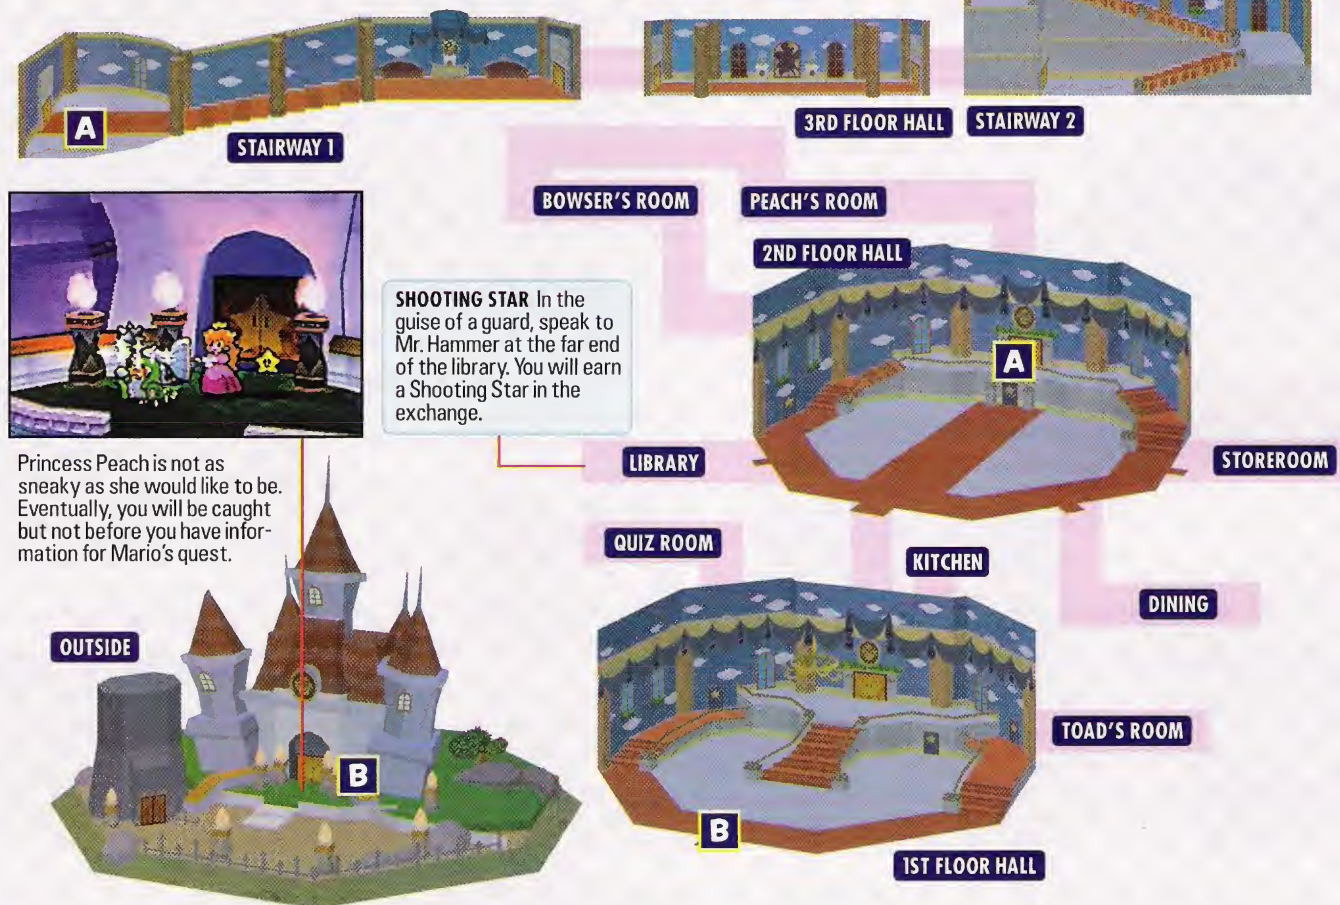 A
STAIRWAY 1
3RD FLOOR HALL
STAIRWAY 2
BOWSER'S ROOM
PEACH'S ROOM
2ND FLOOR HALL
A
SHOOTING STAR In the
guise of a guard, speak to
Mr. Hammer at the far end
of the library. You will earn
a Shooting Star in the
exchange.
LIBRARY
STOREROOM
Princess Peach is not as
sneaky as she would like to be.
Eventually, you will be caught
but not before you have infor-
mation for Mario's quest.
QUIZ ROOM
KITCHEN
DINING
OUTSIDE
B
TOAD'S ROOM
B
1ST FLOOR HALL